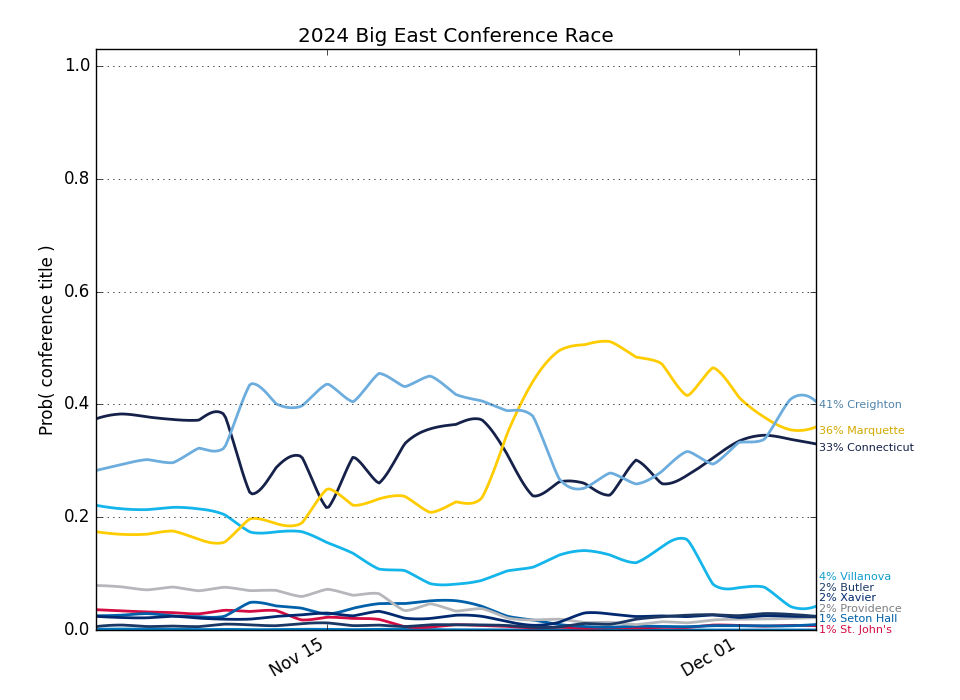 2024 Big East Conference Race
Prob( conference title )
1.0
0.8
0.6
0.4
0.2
0.0
Nov 15
Dec 01
41% Creighton
36% Marquette
33% Connecticut
4% Villanova
2% Butler
2% Xavier
2% Providence
1% Seton Hall
1% St. John's